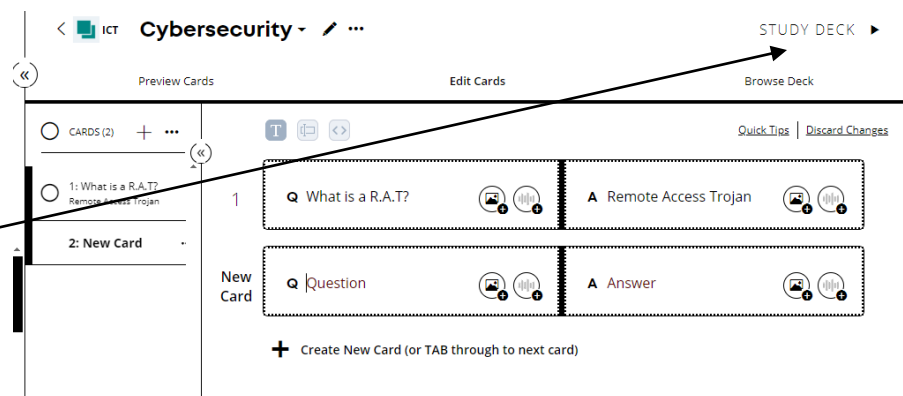 ICT Cybersecurity
STUDY DECK
Preview Cards
Edit Cards
Browse Deck
CARDS (2)
T
Quick Tips | Discard Changes
1: What is a R.A.T?
Remote Access Trojan
2: New Card
1 Q What is a R.A.T? A Remote Access Trojan
New Card Q Question A Answer
+ Create New Card (or TAB through to next card)